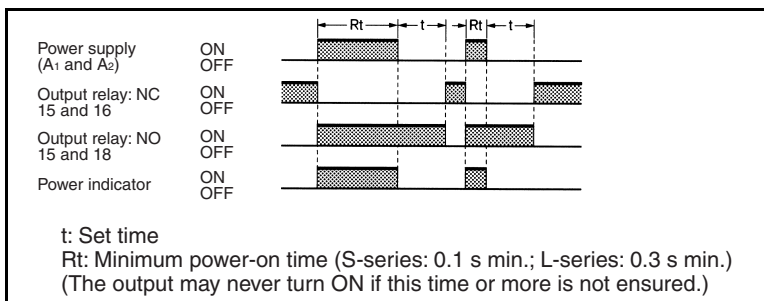 Rt t Rt t
Power supply ON
(A1 and A2) OFF
Output relay: NC ON
15 and 16 OFF
Output relay: NO ON
15 and 18 OFF
Power indicator ON
OFF
t: Set time
Rt: Minimum power-on time (S-series: 0.1 s min.; L-series: 0.3 s min.)
(The output may never turn ON if this time or more is not ensured.)